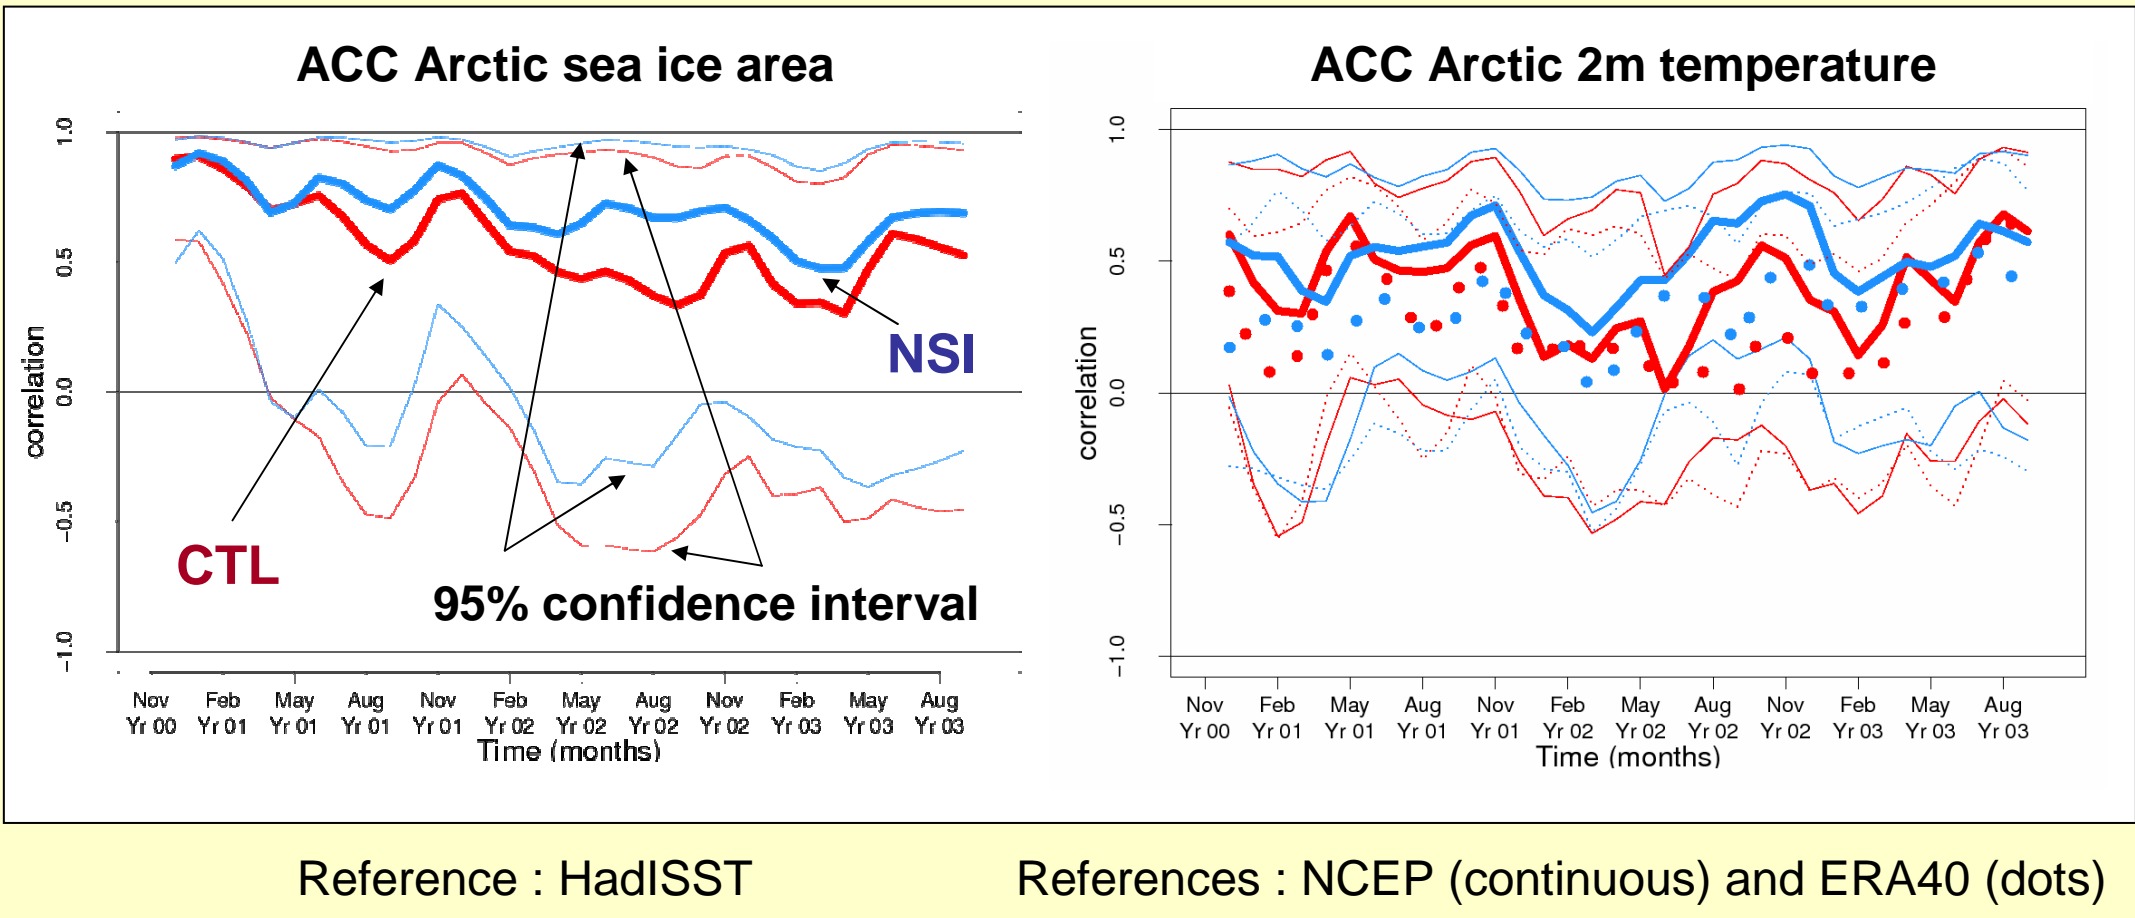 ACC Arctic sea ice area
1.0
0.5
0.0
−0.5
−1.0
correlation
CTL
NSI
95% confidence interval
Nov Feb May Aug Nov Feb May Aug Nov Feb May Aug
Yr 00 Yr 01 Yr 01 Yr 01 Yr 01 Yr 02 Yr 02 Yr 02 Yr 02 Yr 03 Yr 03 Yr 03
Time (months)
ACC Arctic 2m temperature
1.0
0.5
0.0
−0.5
−1.0
correlation
Nov Feb May Aug Nov Feb May Aug Nov Feb May Aug
Yr 00 Yr 01 Yr 01 Yr 01 Yr 01 Yr 02 Yr 02 Yr 02 Yr 02 Yr 03 Yr 03 Yr 03
Time (months)
Reference : HadISST
References : NCEP (continuous) and ERA40 (dots)